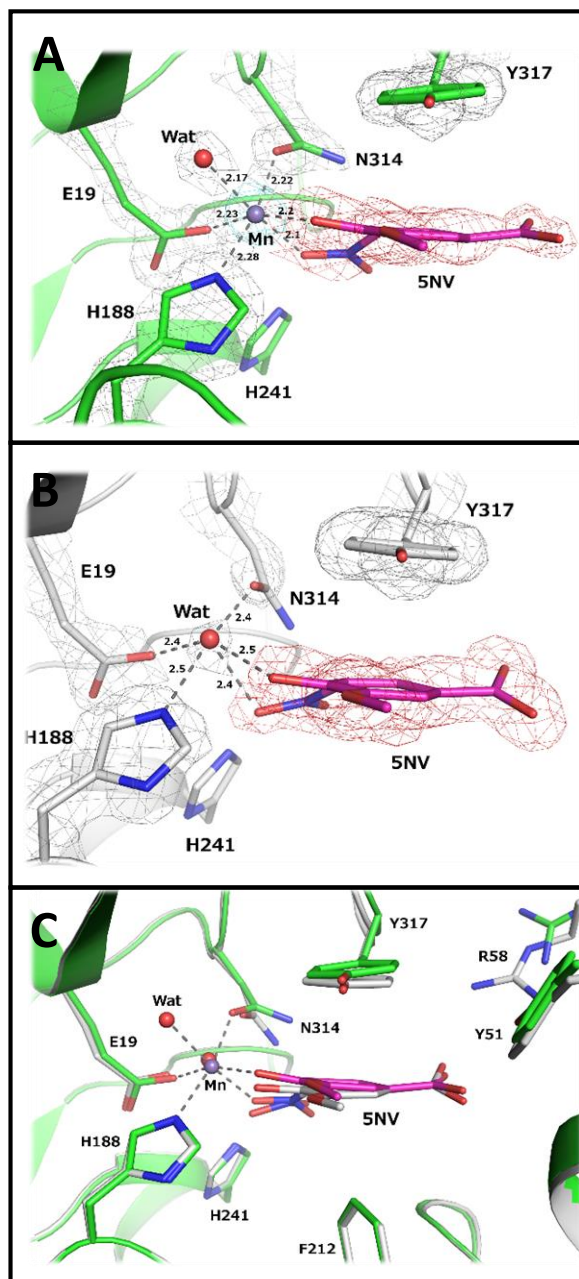 A
Y317
Wat
N314
2.17
2.22
E19
2.23
2.2
Mn
2.1
2.28
5NV
H188
H241
B
Y317
E19
N314
Wat
2.4
2.4
2.5
2.5
2.4
H188
5NV
H241
C
Y317
R58
Wat
N314
Y51
E19
Mn
5NV
H188
H241
F212